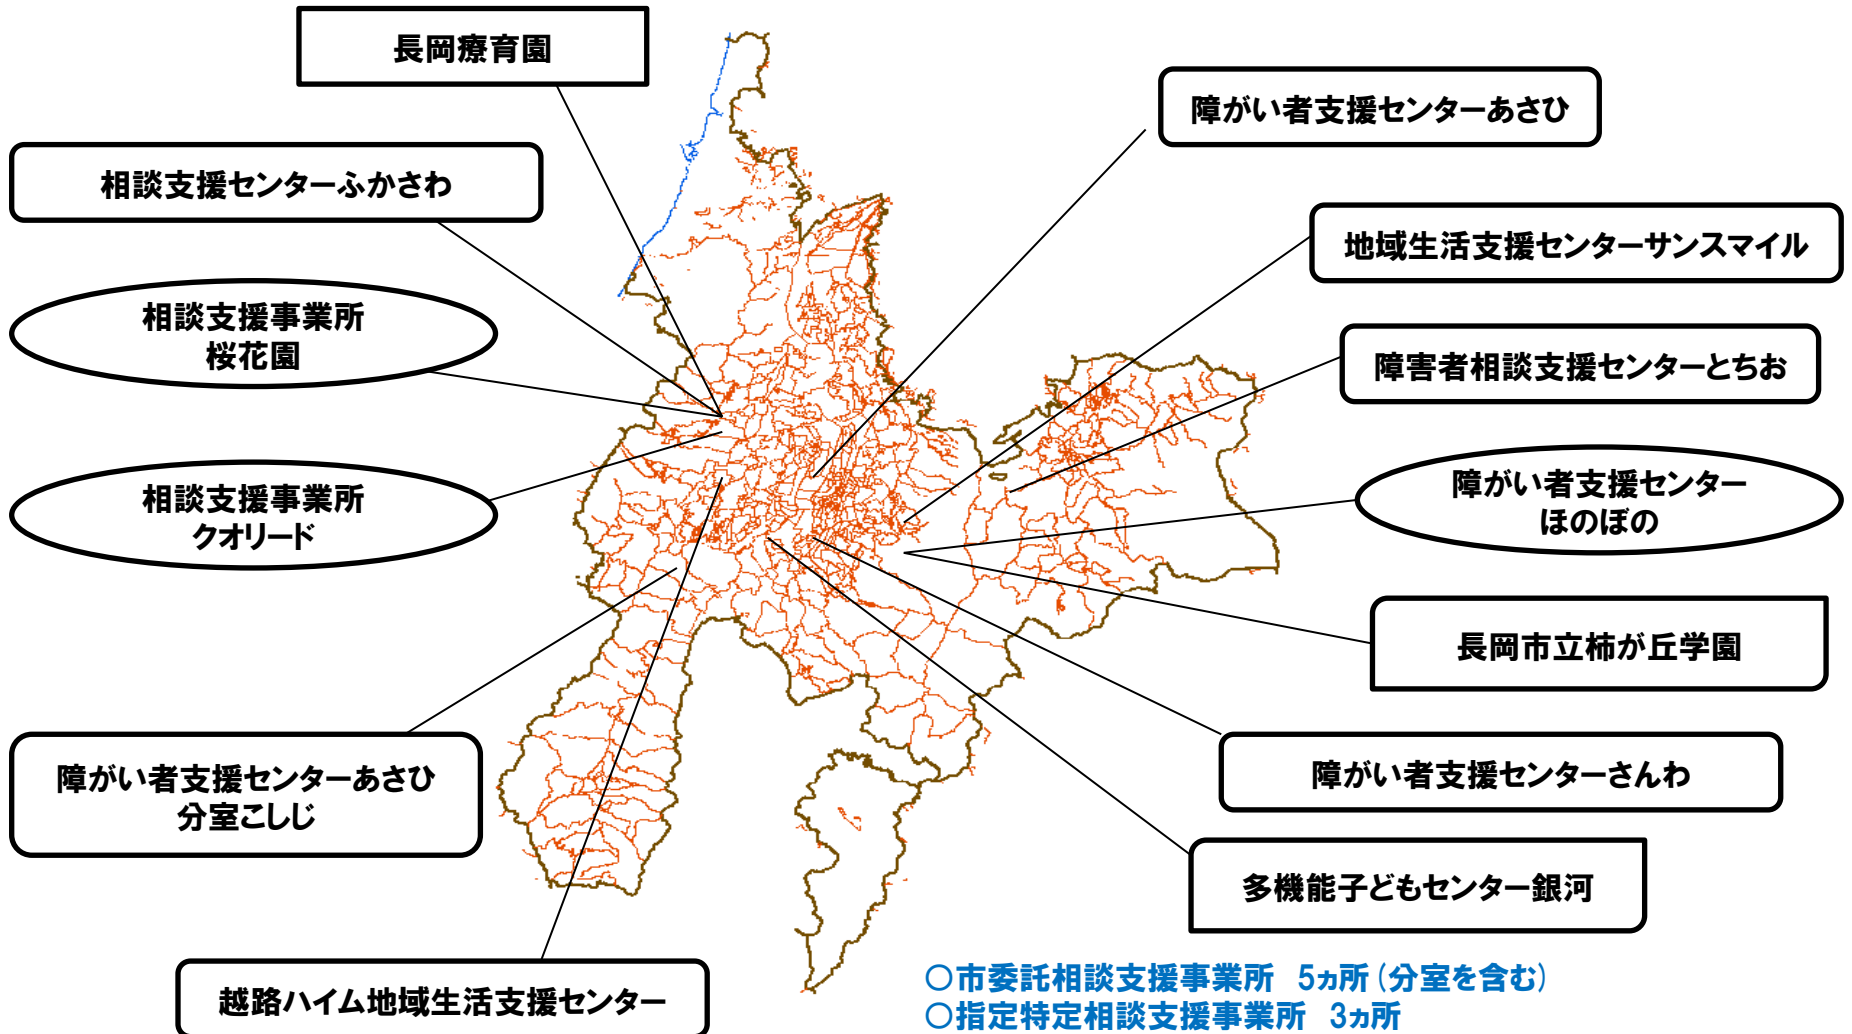 長岡療育園
障がい者支援センターあさひ
相談支援センターふかさわ
地域生活支援センターサンスマイル
相談支援事業所
桜花園
障害者相談支援センターとちお
相談支援事業所
クオリード
障がい者支援センター
ほのぼの
長岡市立柿が丘学園
障がい者支援センターあさひ
分室こしじ
障がい者支援センターさんわ
多機能子どもセンター銀河
越路ハイム地域生活支援センター
○市委託相談支援事業所　5ヵ所(分室を含む)
○指定特定相談支援事業所　3ヵ所